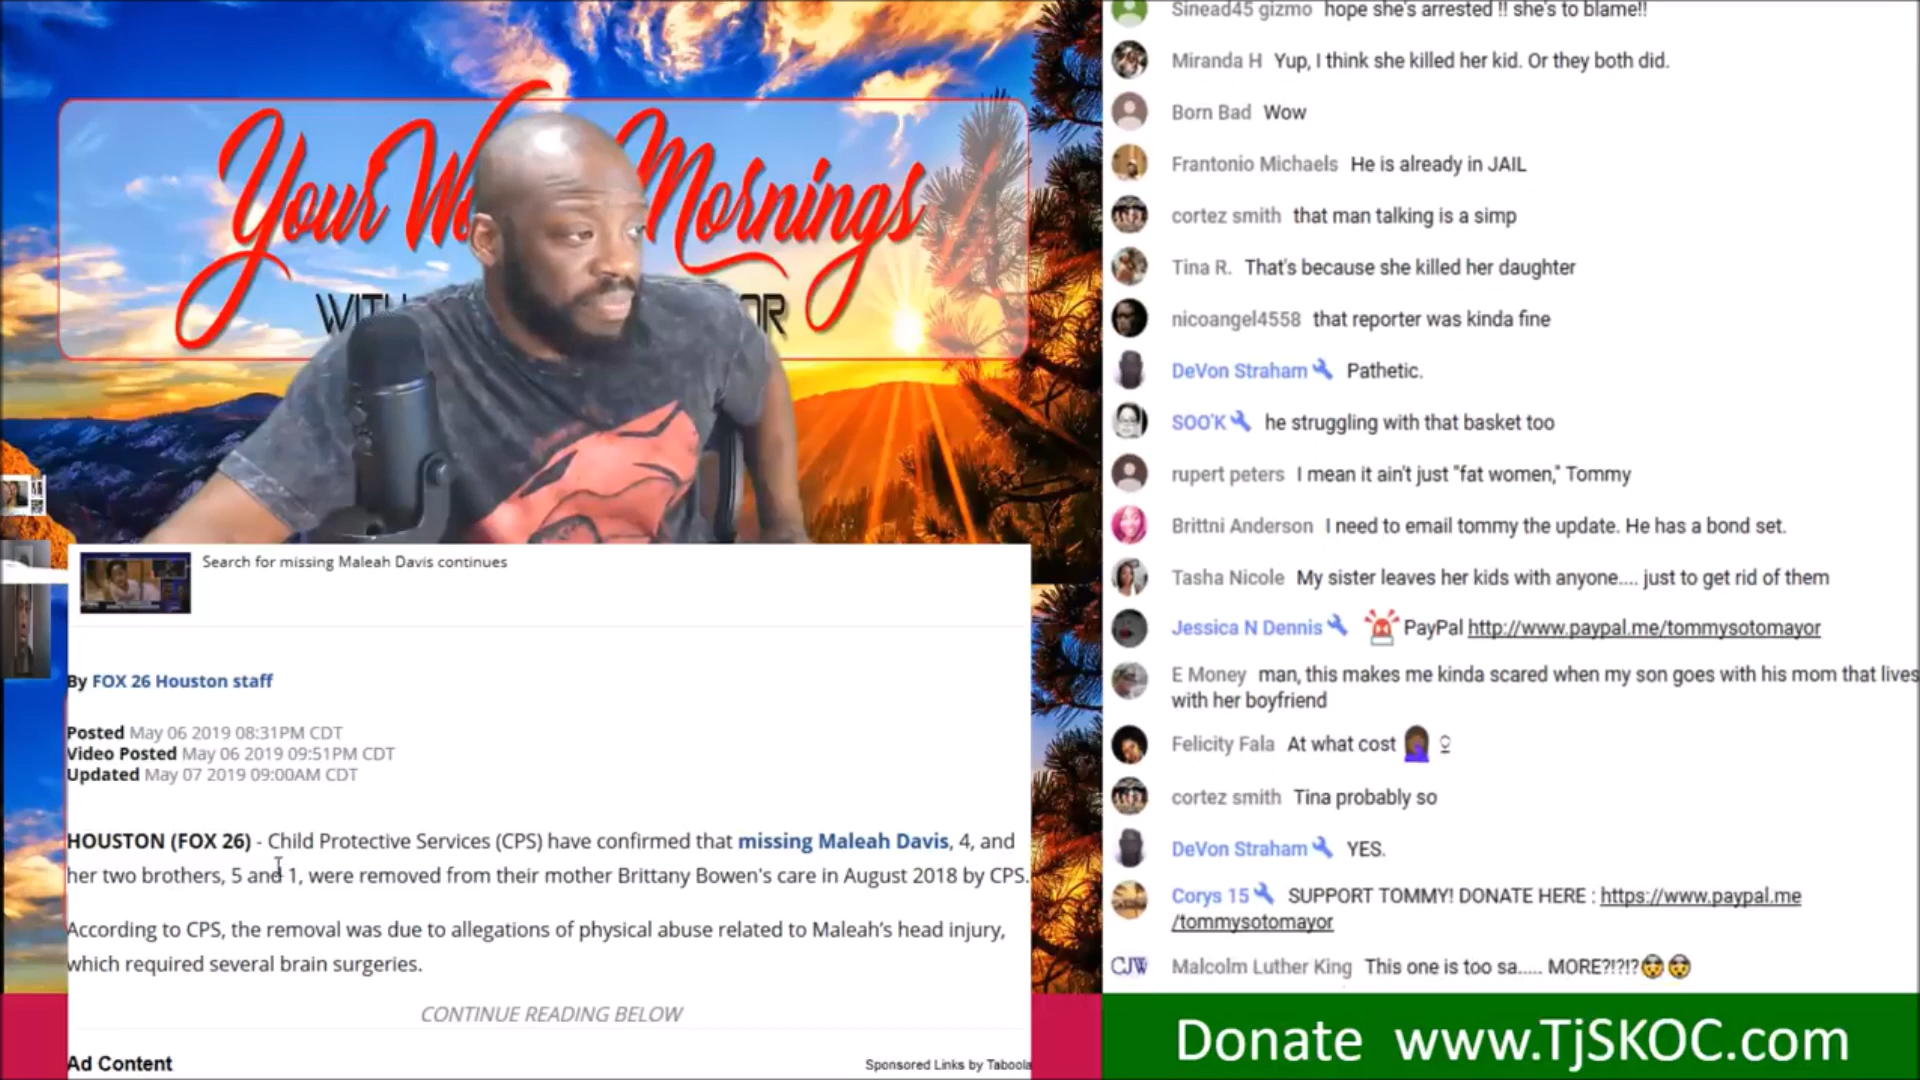 Your Wo Mornings
WITH
OR
Search for missing Maleah Davis continues
By FOX 26 Houston staff
Posted May 06 2019 08:31PM CDT
Video Posted May 06 2019 09:51PM CDT
Updated May 07 2019 09:00AM CDT
HOUSTON (FOX 26) - Child Protective Services (CPS) have confirmed that missing Maleah Davis, 4, and
her two brothers, 5 and 1, were removed from their mother Brittany Bowen's care in August 2018 by CPS.
According to CPS, the removal was due to allegations of physical abuse related to Maleah's head injury,
which required several brain surgeries.
CONTINUE READING BELOW
Ad Content
Sponsored Links by Taboola
Sinead45 gizmo hope she's arrested !! she's to blame!!
Miranda H Yup, I think she killed her kid. Or they both did.
Born Bad Wow
Frantonio Michaels He is already in JAIL
cortez smith that man talking is a simp
Tina R. That's because she killed her daughter
nicoangel4558 that reporter was kinda fine
DeVon Straham Pathetic.
SOO'K he struggling with that basket too
rupert peters I mean it ain't just "fat women," Tommy
Brittni Anderson I need to email tommy the update. He has a bond set.
Tasha Nicole My sister leaves her kids with anyone.... just to get rid of them
Jessica N Dennis PayPal http://www.paypal.me/tommysotomayor
E Money man, this makes me kinda scared when my son goes with his mom that lives
with her boyfriend
Felicity Fala At what cost ♀
cortez smith Tina probably so
DeVon Straham YES.
Corys 15 SUPPORT TOMMY! DONATE HERE : https://www.paypal.me
/tommysotomayor
CJW Malcolm Luther King This one is too sa..... MORE?!?!?
Donate www.TjSKOC.com